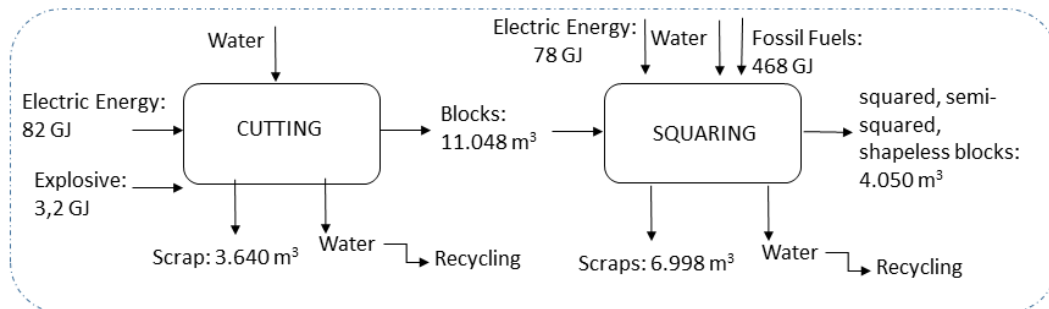 Water
Electric Energy:
82 GJ
Explosive:
3,2 GJ
CUTTING
Scrap: 3.640 m³
Water
Recycling
Blocks:
11.048 m³
Electric Energy:
78 GJ
Water
Fossil Fuels:
468 GJ
SQUARING
Scraps: 6.998 m³
Water
Recycling
squared, semi-
squared,
shapeless blocks:
4.050 m³